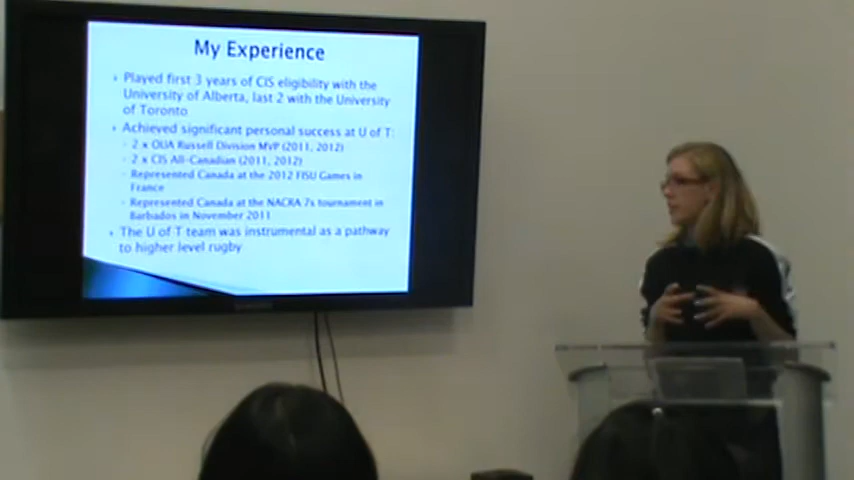 My Experience
Played first 3 years of CIS eligibility with the
University of Alberta, last 2 with the University
of Toronto
Achieved significant personal success at U of T:
2 x OUA Russell Division MVP (2011, 2012)
2 x CIS All-Canadian (2011, 2012)
Represented Canada at the 2012 FISU Games in
France
Represented Canada at the NACRA 7s tournament in
Barbados in November 2011
The U of T team was instrumental as a pathway
to higher level rugby